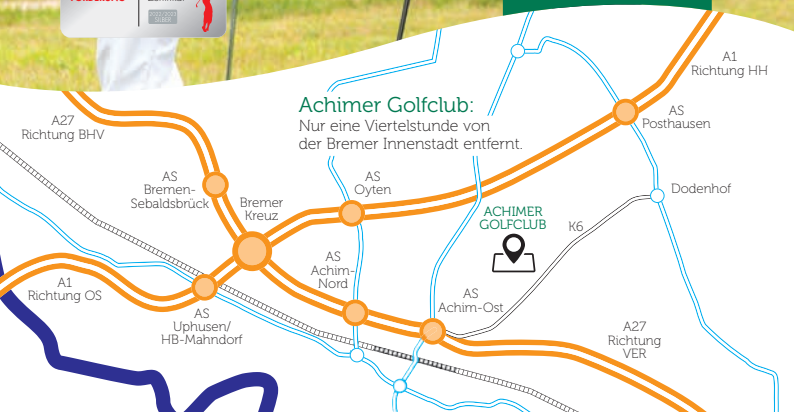 A1
Richtung HH
Achimer Golfclub:
Nur eine Viertelstunde von
der Bremer Innenstadt entfernt.
A27
Richtung BHV
AS
Posthausen
AS
Bremen-
Sebaldsbrück
Bremer
Kreuz
AS
Oyten
Dodenhof
ACHIMER
GOLFCLUB
K6
AS
Achim-
Nord
A1
Richtung OS
AS
Achim-Ost
AS
Uphusen/
HB-Mahndorf
A27
Richtung
VER